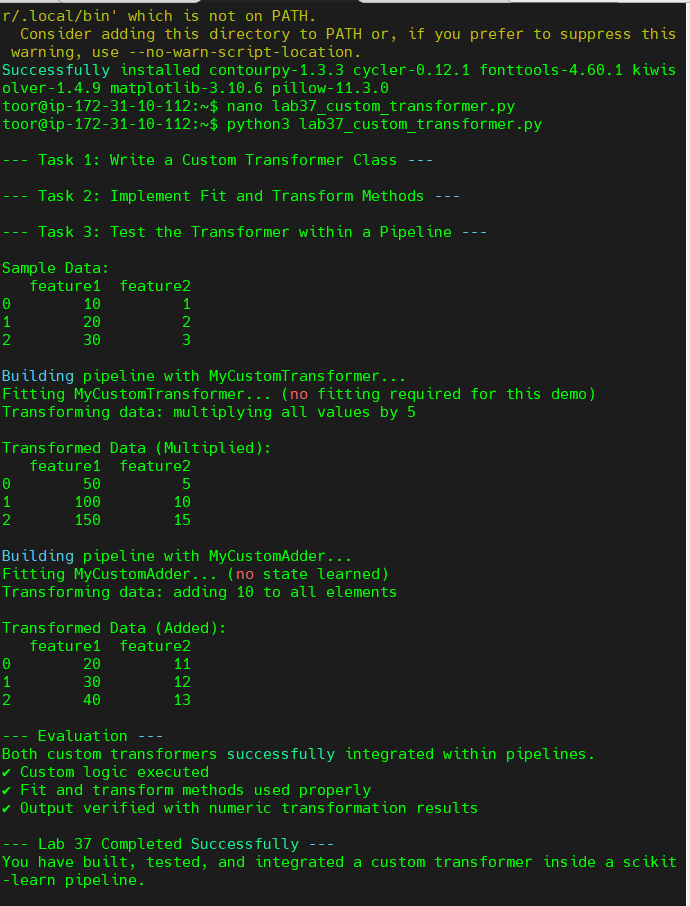 r/.local/bin' which is not on PATH.
  Consider adding this directory to PATH or, if you prefer to suppress this
 warning, use --no-warn-script-location.
Successfully installed contourpy-1.3.3 cycler-0.12.1 fonttools-4.60.1 kiwis
olver-1.4.9 matplotlib-3.10.6 pillow-11.3.0
toor@ip-172-31-10-112:~$ nano lab37_custom_transformer.py
toor@ip-172-31-10-112:~$ python3 lab37_custom_transformer.py

--- Task 1: Write a Custom Transformer Class ---

--- Task 2: Implement Fit and Transform Methods ---

--- Task 3: Test the Transformer within a Pipeline ---

Sample Data:
   feature1  feature2
0        10         1
1        20         2
2        30         3

Building pipeline with MyCustomTransformer...
Fitting MyCustomTransformer... (no fitting required for this demo)
Transforming data: multiplying all values by 5

Transformed Data (Multiplied):
   feature1  feature2
0        50         5
1       100        10
2       150        15

Building pipeline with MyCustomAdder...
Fitting MyCustomAdder... (no state learned)
Transforming data: adding 10 to all elements

Transformed Data (Added):
   feature1  feature2
0        20        11
1        30        12
2        40        13

--- Evaluation ---
Both custom transformers successfully integrated within pipelines.
✔ Custom logic executed
✔ Fit and transform methods used properly
✔ Output verified with numeric transformation results

--- Lab 37 Completed Successfully ---
You have built, tested, and integrated a custom transformer inside a scikit
-learn pipeline.